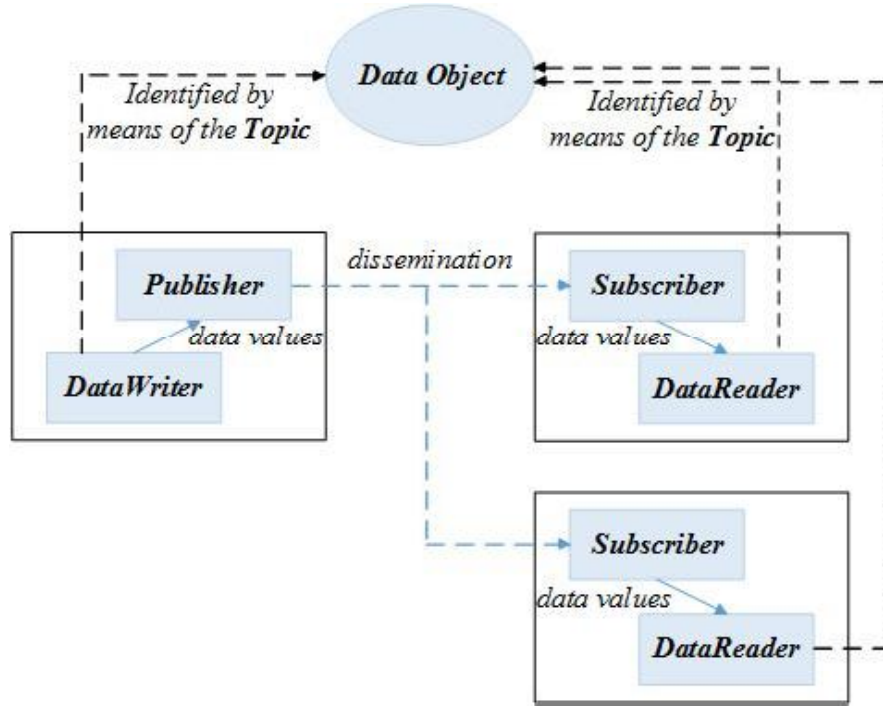 Data Object
Identified by
means of the Topic
Identified by
means of the Topic
Publisher
data values
DataWriter
dissemination
Subscriber
data values
DataReader
Subscriber
data values
DataReader